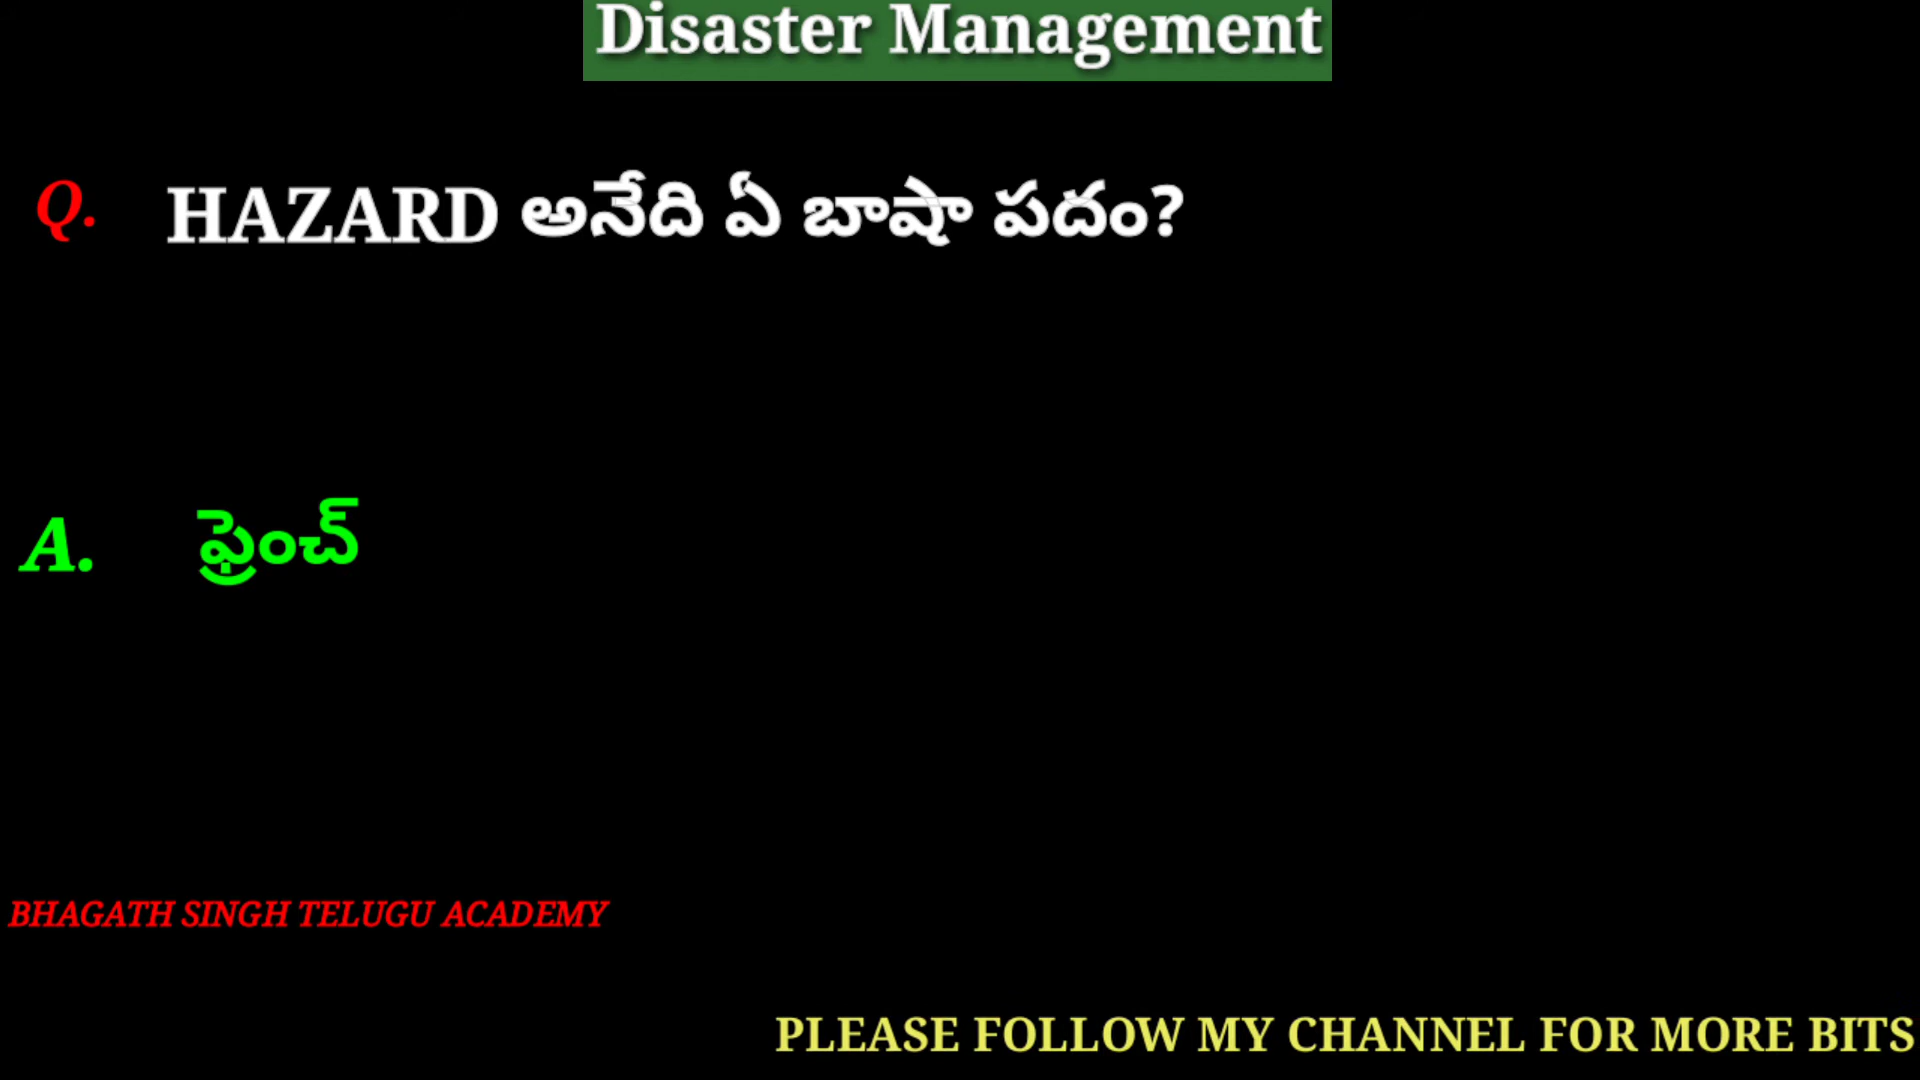 Disaster Management
Q. HAZARD అనేది ఏ బాషా పదం?
A. ఫ్రెంచ్
BHAGATH SINGH TELUGU ACADEMY
PLEASE FOLLOW MY CHANNEL FOR MORE BITS